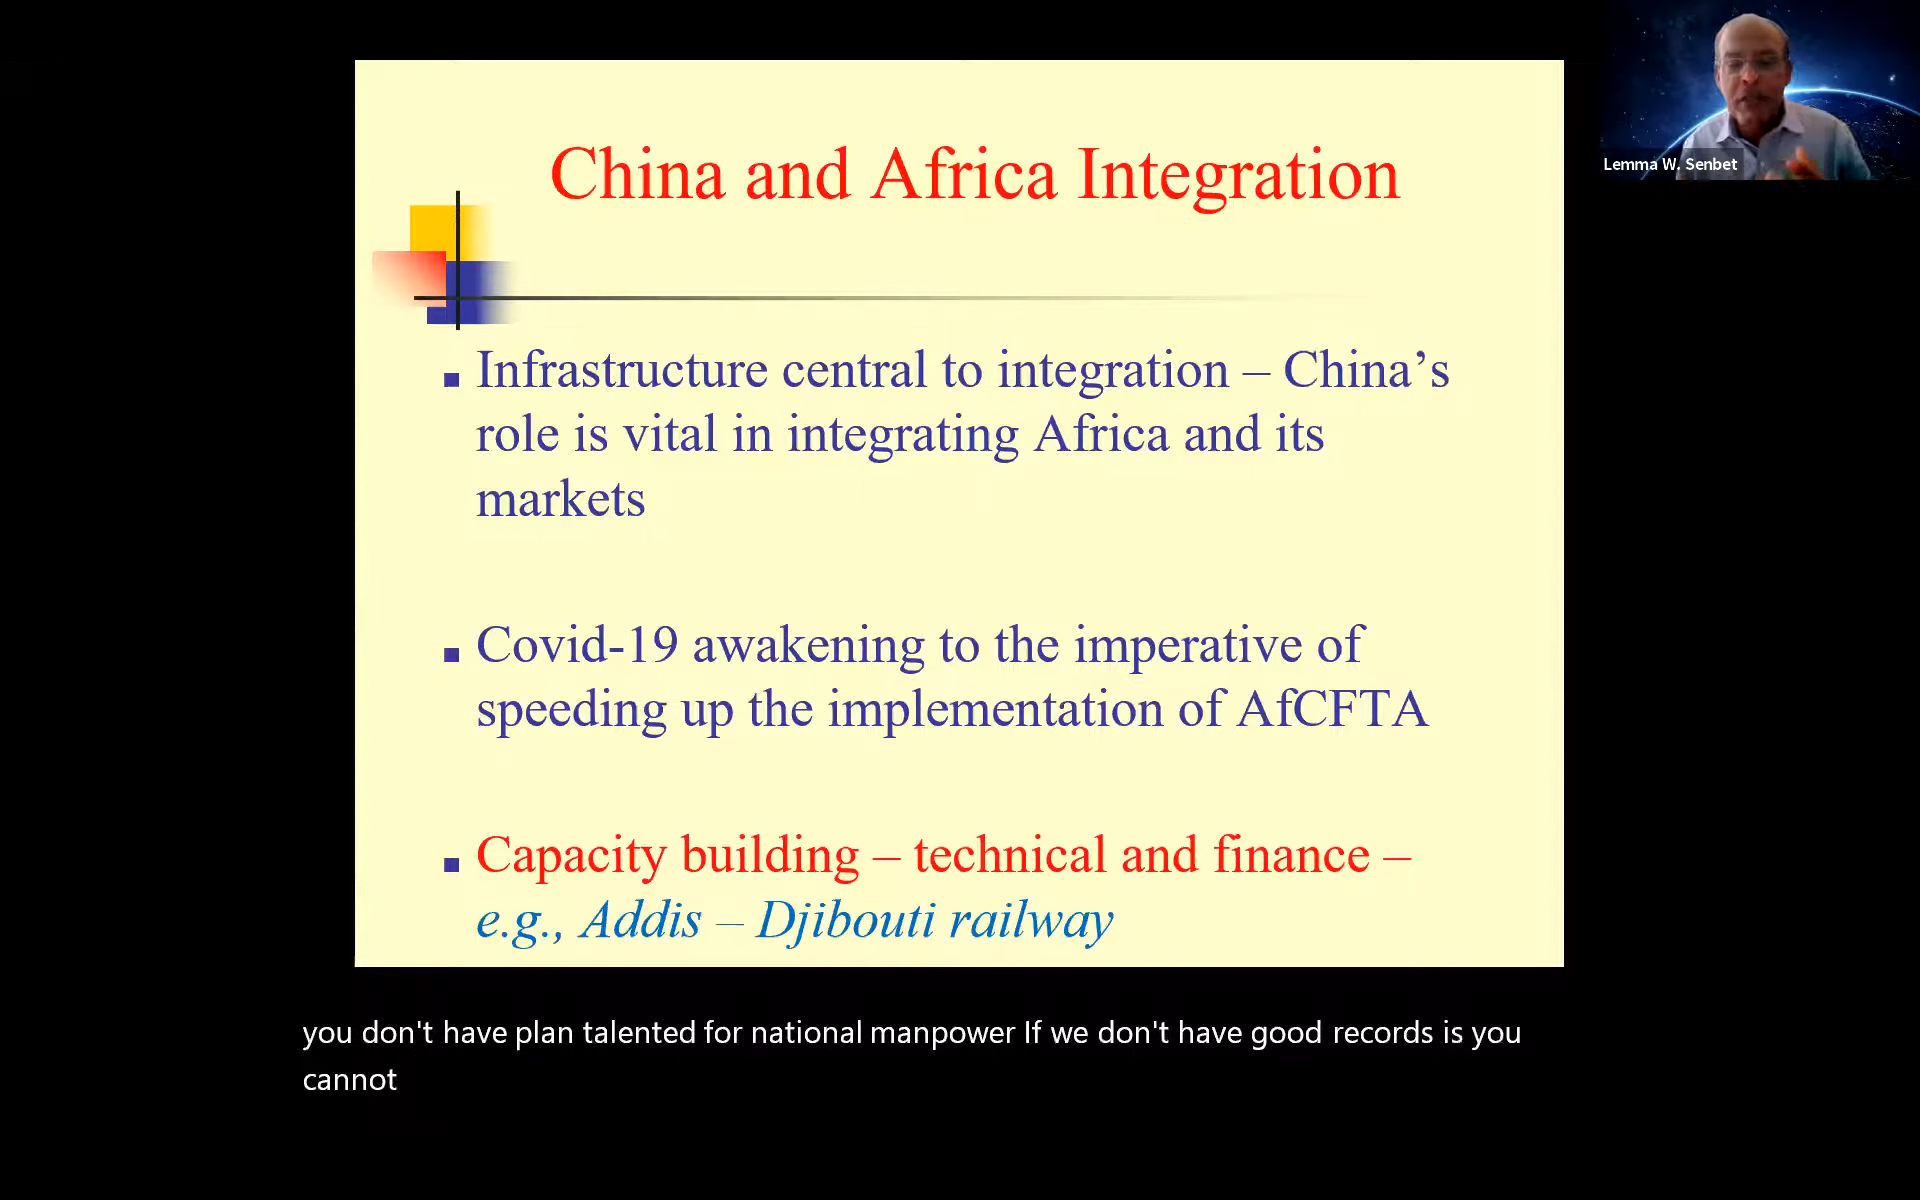 China and Africa Integration
Lemma W. Senbet
Infrastructure central to integration – China’s
role is vital in integrating Africa and its
markets
Covid-19 awakening to the imperative of
speeding up the implementation of AfCFTA
Capacity building – technical and finance –
e.g., Addis – Djibouti railway
you don't have plan talented for national manpower If we don't have good records is you
cannot